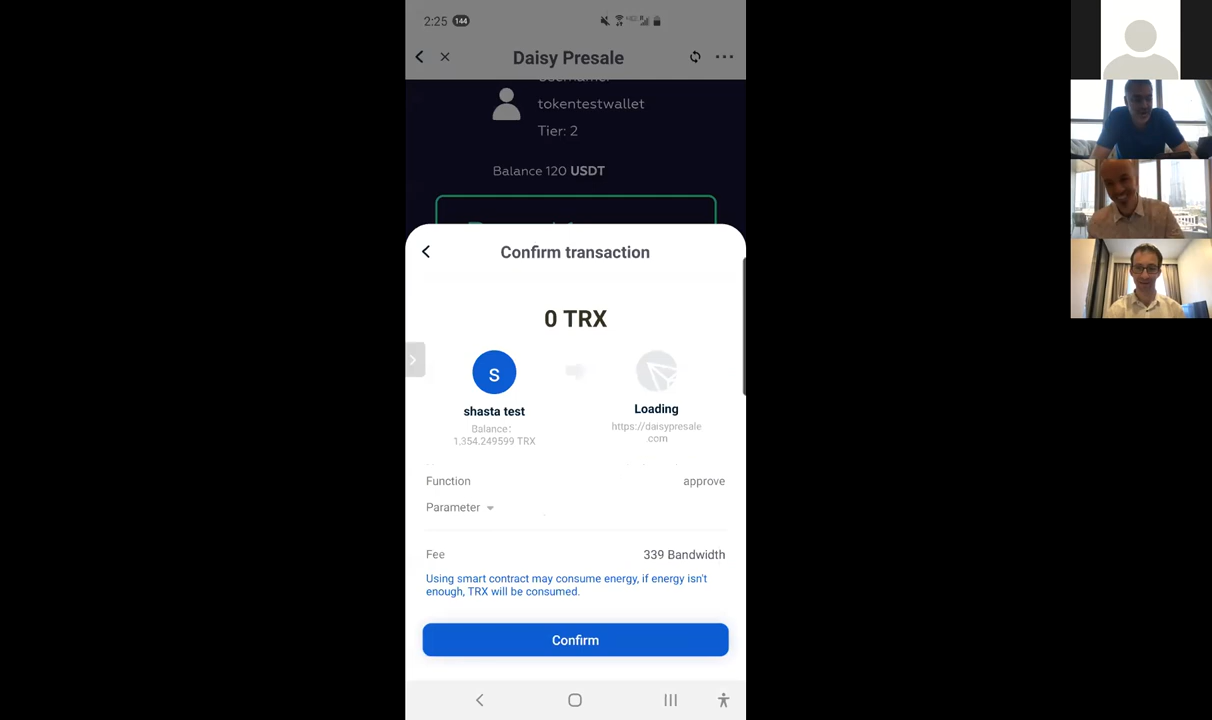 2:25 144
Daisy Presale
Username:
tokentestwallet
Tier: 2
Balance 120 USDT
Confirm transaction
0 TRX
S
shasta test
Balance:
1,354.249599 TRX
Loading
https://daisypresale
.com
Function approve
Parameter
Fee 339 Bandwidth
Using smart contract may consume energy, if energy isn't
enough, TRX will be consumed.
Confirm